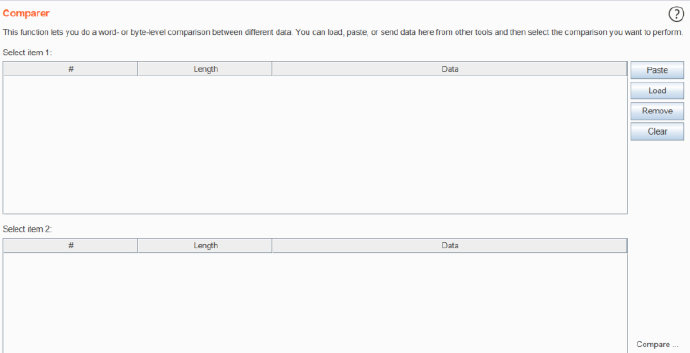 Comparer
?
This function lets you do a word- or byte-level comparison between different data. You can load, paste, or send data here from other tools and then select the comparison you want to perform.
Select item 1:
# Length Data
Paste
Load
Remove
Clear
Select item 2:
# Length Data
Compare ...